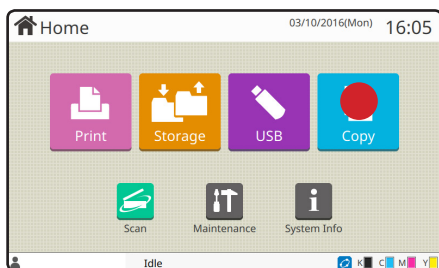 Home 03/10/2016(Mon) 16:05
Print Storage USB Copy
Scan Maintenance System Info
Idle K C M Y